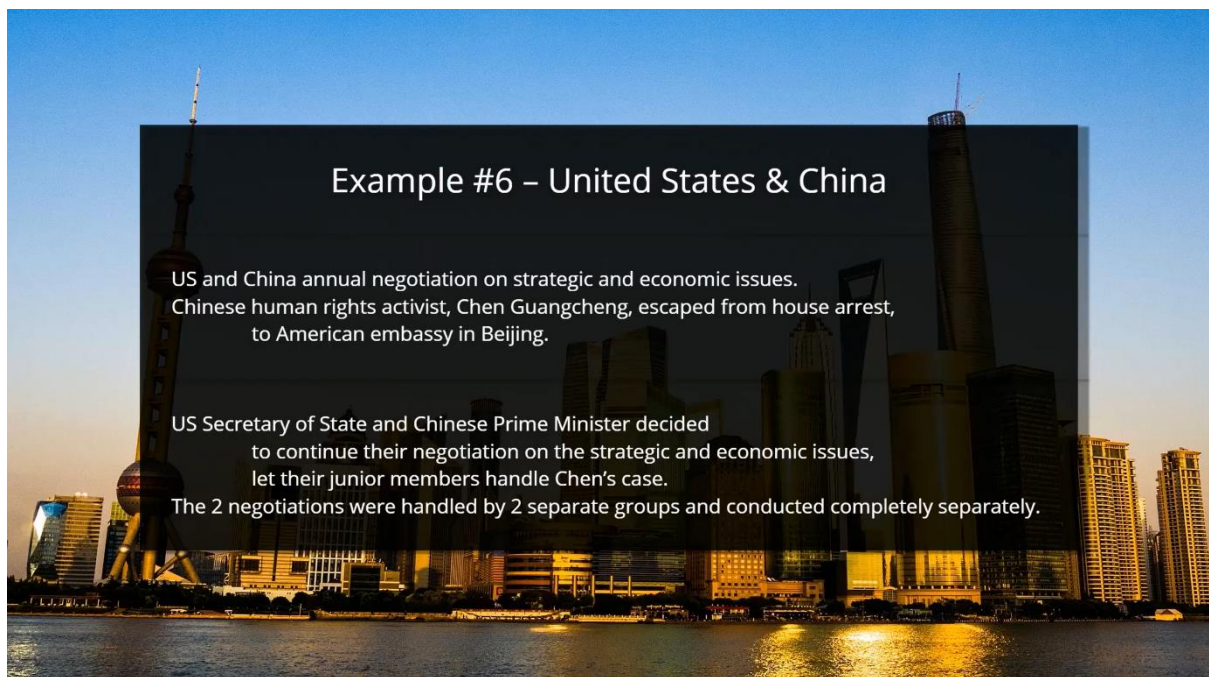 Example #6 – United States & China
US and China annual negotiation on strategic and economic issues.
Chinese human rights activist, Chen Guangcheng, escaped from house arrest,
to American embassy in Beijing.
US Secretary of State and Chinese Prime Minister decided
to continue their negotiation on the strategic and economic issues,
let their junior members handle Chen’s case.
The 2 negotiations were handled by 2 separate groups and conducted completely separately.